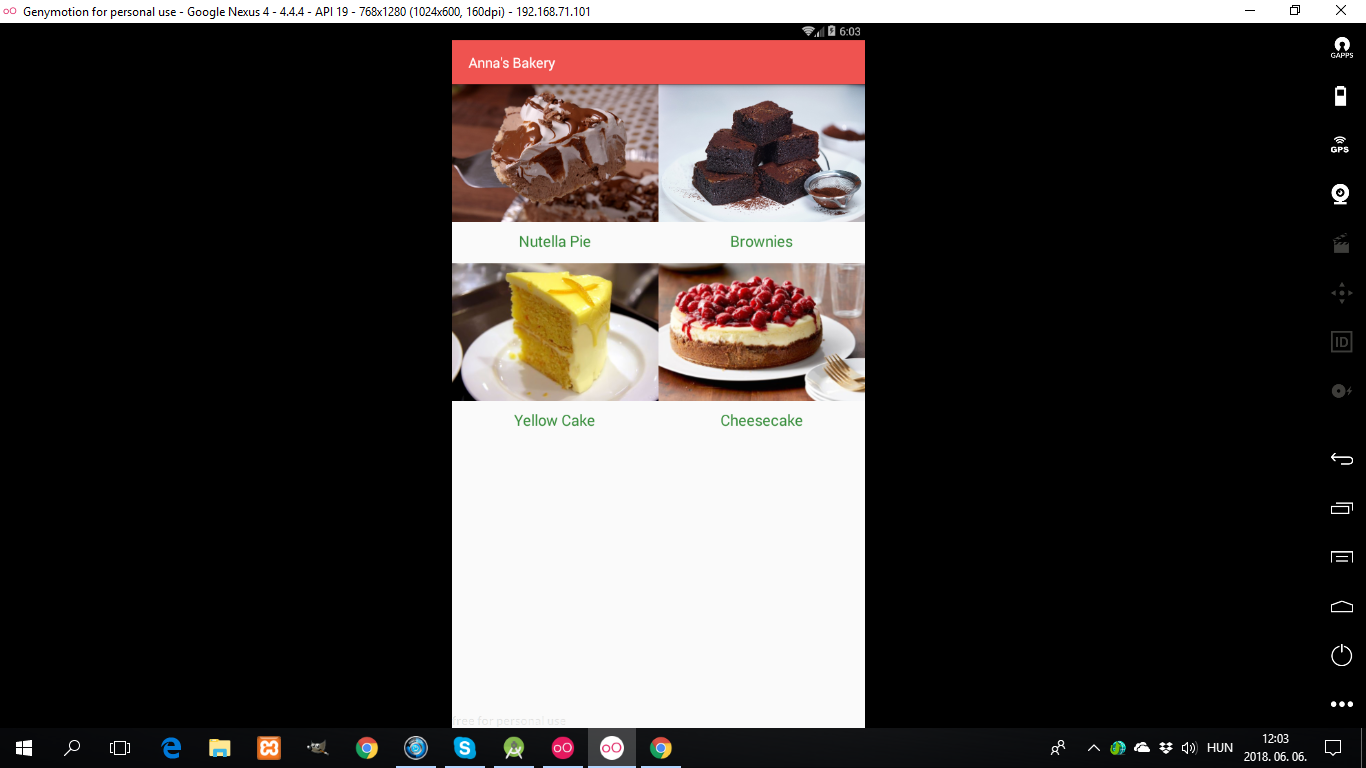 Genymotion for personal use - Google Nexus 4 - 4.4.4 - API 19 - 768x1280 (1024x600, 160dpi) - 192.168.71.101
6:03
Anna's Bakery
GAPPS
GPS
ID
Nutella Pie
Brownies
Yellow Cake
Cheesecake
free for personal use
HUN
12:03
2018. 06. 06.